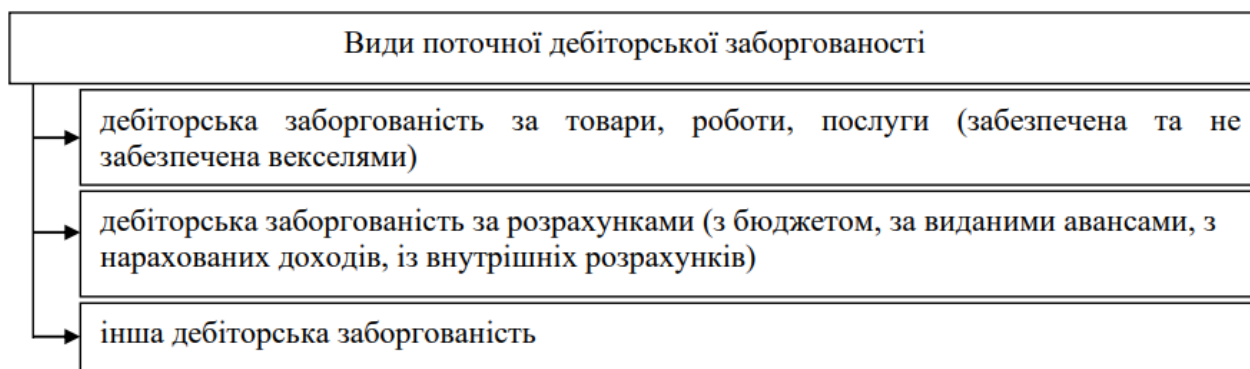 Види поточної дебіторської заборгованості
дебіторська заборгованість за товари, роботи, послуги (забезпечена та не
забезпечена векселями)
дебіторська заборгованість за розрахунками (з бюджетом, за виданими авансами, з
нарахованих доходів, із внутрішніх розрахунків)
інша дебіторська заборгованість